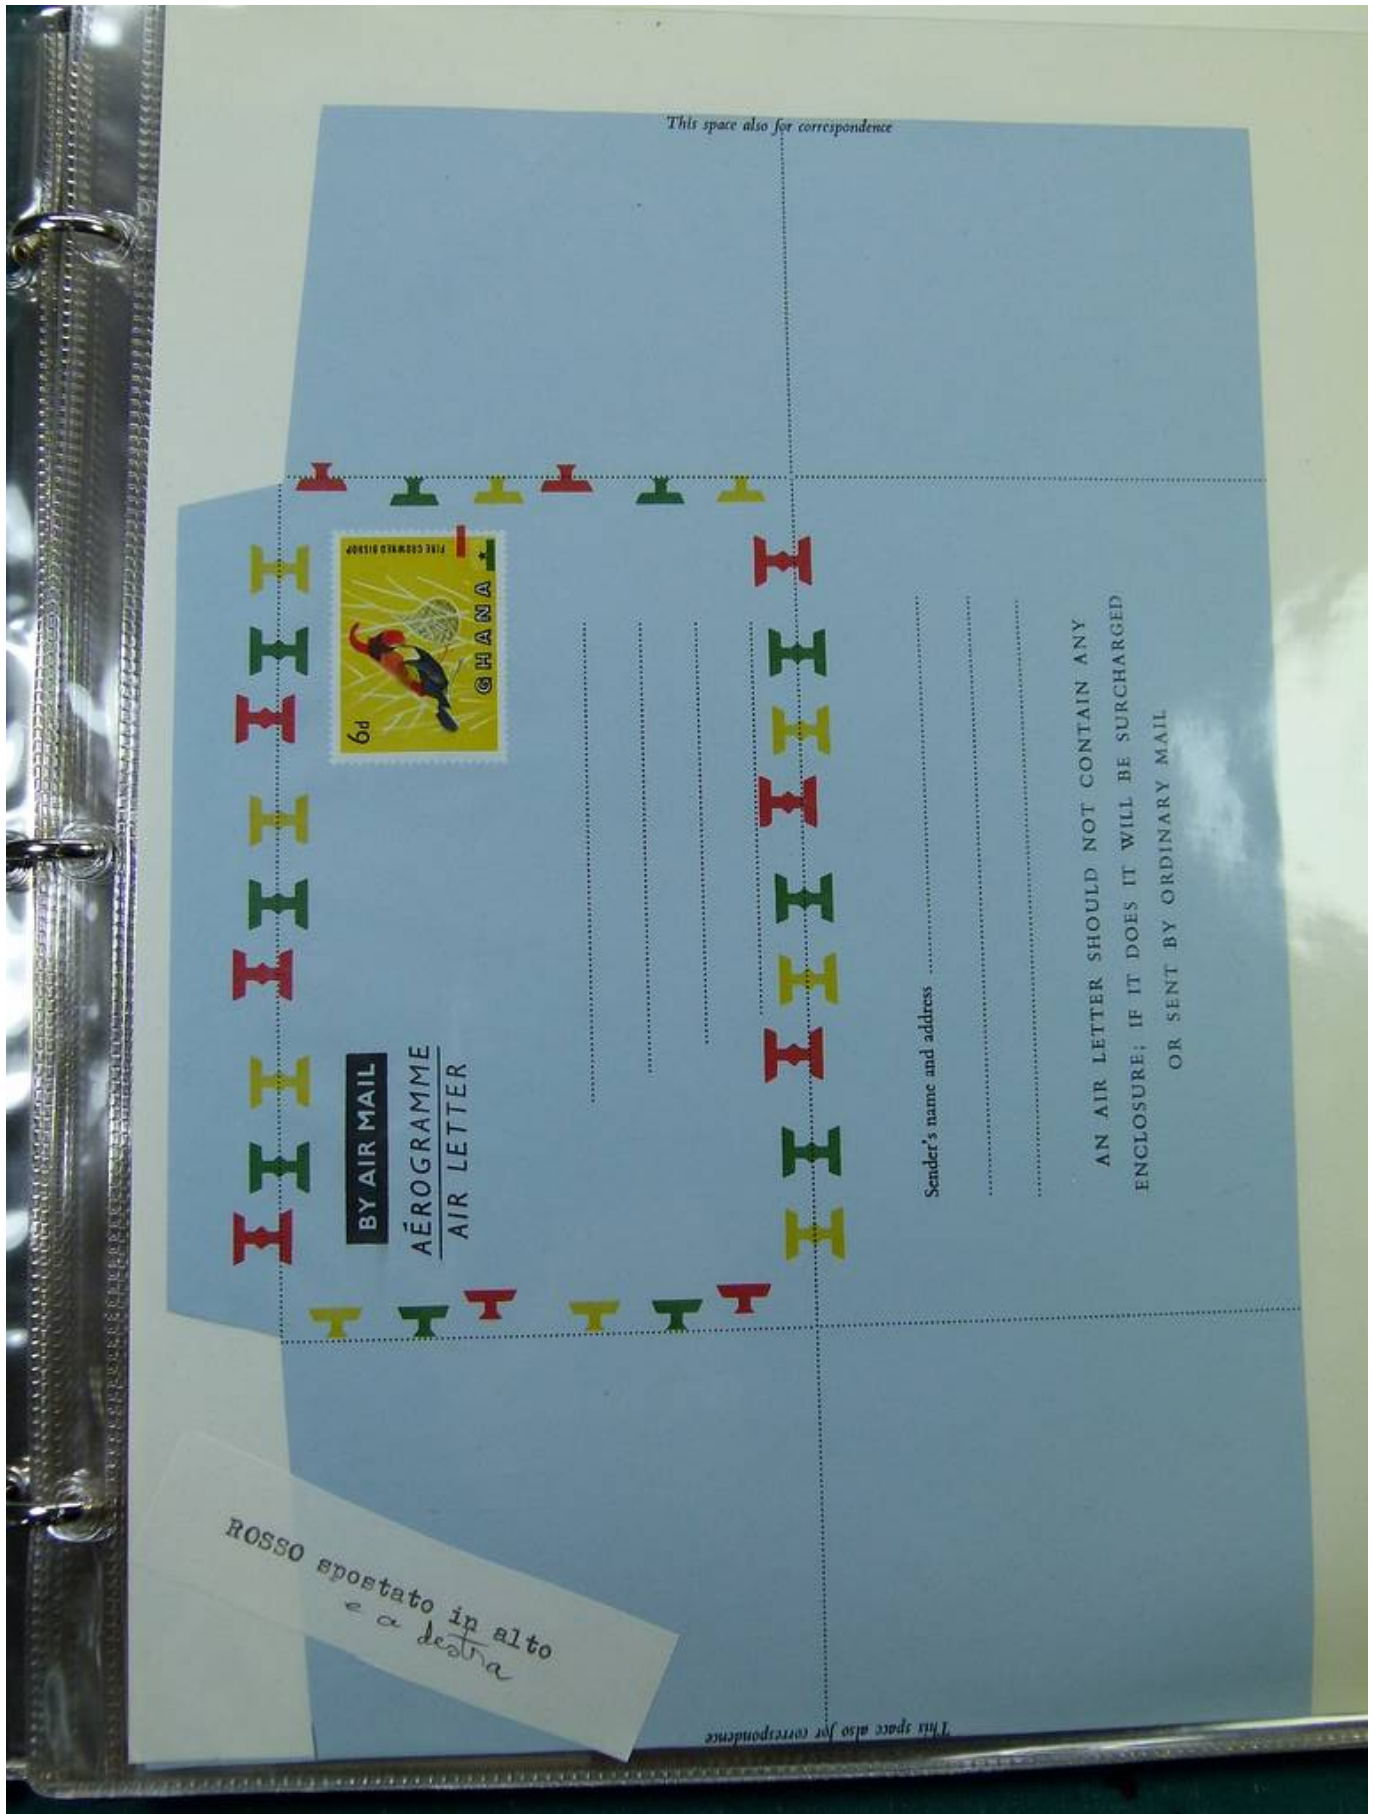 This space also for correspondence
FIRE CROWNED BISHOP
GHANA
6d
BY AIR MAIL
AÉROGRAMME
AIR LETTER
Sender's name and address
AN AIR LETTER SHOULD NOT CONTAIN ANY
ENCLOSURE; IF IT DOES IT WILL BE SURCHARGED
OR SENT BY ORDINARY MAIL
This space also for correspondence
ROSSO spostato in alto
e a destra